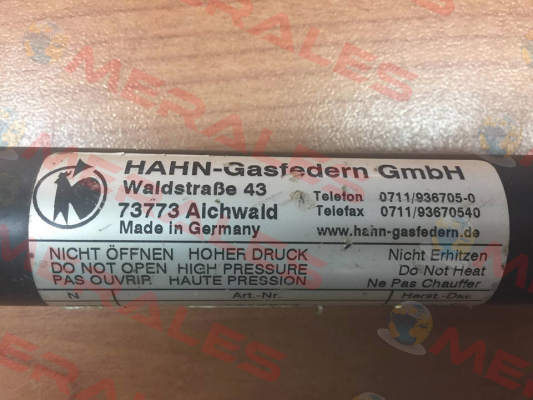 HAHN-Gasfedern GmbH
Waldstraße 43
73773 Aichwald
Made in Germany
Telefon 0711/936705-0
Telefax 0711/93670540
www.hahn-gasfedern.de
NICHT ÖFFNEN HOHER DRUCK
DO NOT OPEN HIGH PRESSURE
PAS OUVRIR HAUTE PRESSION
Nicht Erhitzen
Do Not Heat
Ne Pas Chauffer
N Art.-Nr. Herst.-Dat.
MERALES
MERALES